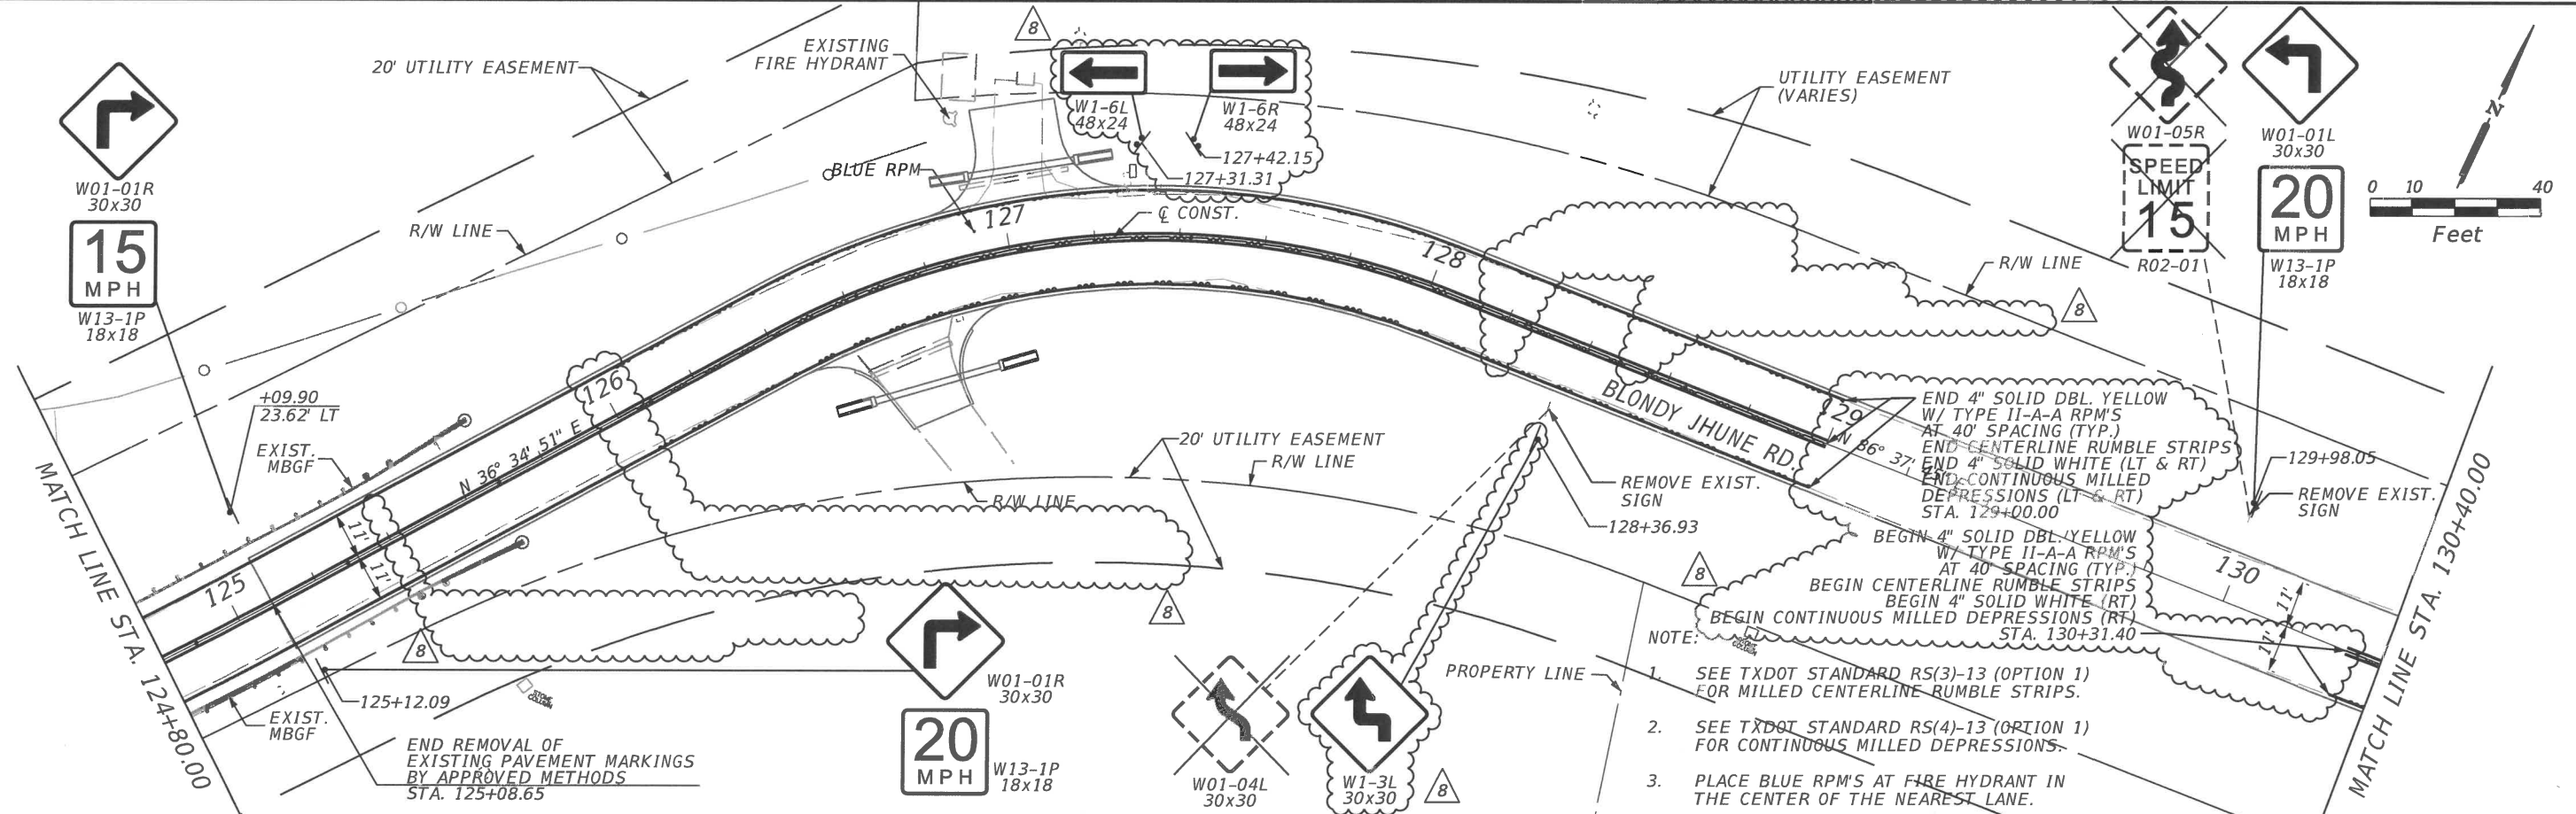 8
EXISTING
FIRE HYDRANT
20' UTILITY EASEMENT
W01-01R
30x30
15
MPH
W13-1P
18x18
R/W LINE
BLUE RPM
W1-6L
48x24
W1-6R
48x24
127+42.15
127+31.31
℄ CONST.
127
UTILITY EASEMENT
(VARIES)
W01-05R
SPEED
LIMIT
15
R02-01
W01-01L
30x30
20
MPH
W13-1P
18x18
N
0 10 40
Feet
R/W LINE
8
128
+09.90
23.62' LT
EXIST.
MBGF
126
N 36° 34' 51" E
11'
11'
125
MATCH LINE STA. 124+80.00
EXIST.
MBGF
125+12.09
END REMOVAL OF
EXISTING PAVEMENT MARKINGS
BY APPROVED METHODS
STA. 125+08.65
STONE
COLUMN
8
20' UTILITY EASEMENT
R/W LINE
R/W LINE
8
W01-01R
30x30
20
MPH
W13-1P
18x18
BLONDY JHUNE RD.
REMOVE EXIST.
SIGN
128+36.93
W01-04L
30x30
W1-3L
30x30
8
PROPERTY LINE
129
N 86° 37'
END 4" SOLID DBL. YELLOW
W/ TYPE II-A-A RPM'S
AT 40' SPACING (TYP.)
END CENTERLINE RUMBLE STRIPS
END 4" SOLID WHITE (LT & RT)
END CONTINUOUS MILLED
DEPRESSIONS (LT & RT)
STA. 129+00.00
8
BEGIN 4" SOLID DBL. YELLOW
W/ TYPE II-A-A RPM'S
AT 40' SPACING (TYP.)
BEGIN CENTERLINE RUMBLE STRIPS
BEGIN 4" SOLID WHITE (RT)
BEGIN CONTINUOUS MILLED DEPRESSIONS (RT)
STA. 130+31.40
129+98.05
REMOVE EXIST.
SIGN
130
11'
11'
MATCH LINE STA. 130+40.00
NOTE:
1. SEE TXDOT STANDARD RS(3)-13 (OPTION 1)
FOR MILLED CENTERLINE RUMBLE STRIPS.
2. SEE TXDOT STANDARD RS(4)-13 (OPTION 1)
FOR CONTINUOUS MILLED DEPRESSIONS.
3. PLACE BLUE RPM'S AT FIRE HYDRANT IN
THE CENTER OF THE NEAREST LANE.